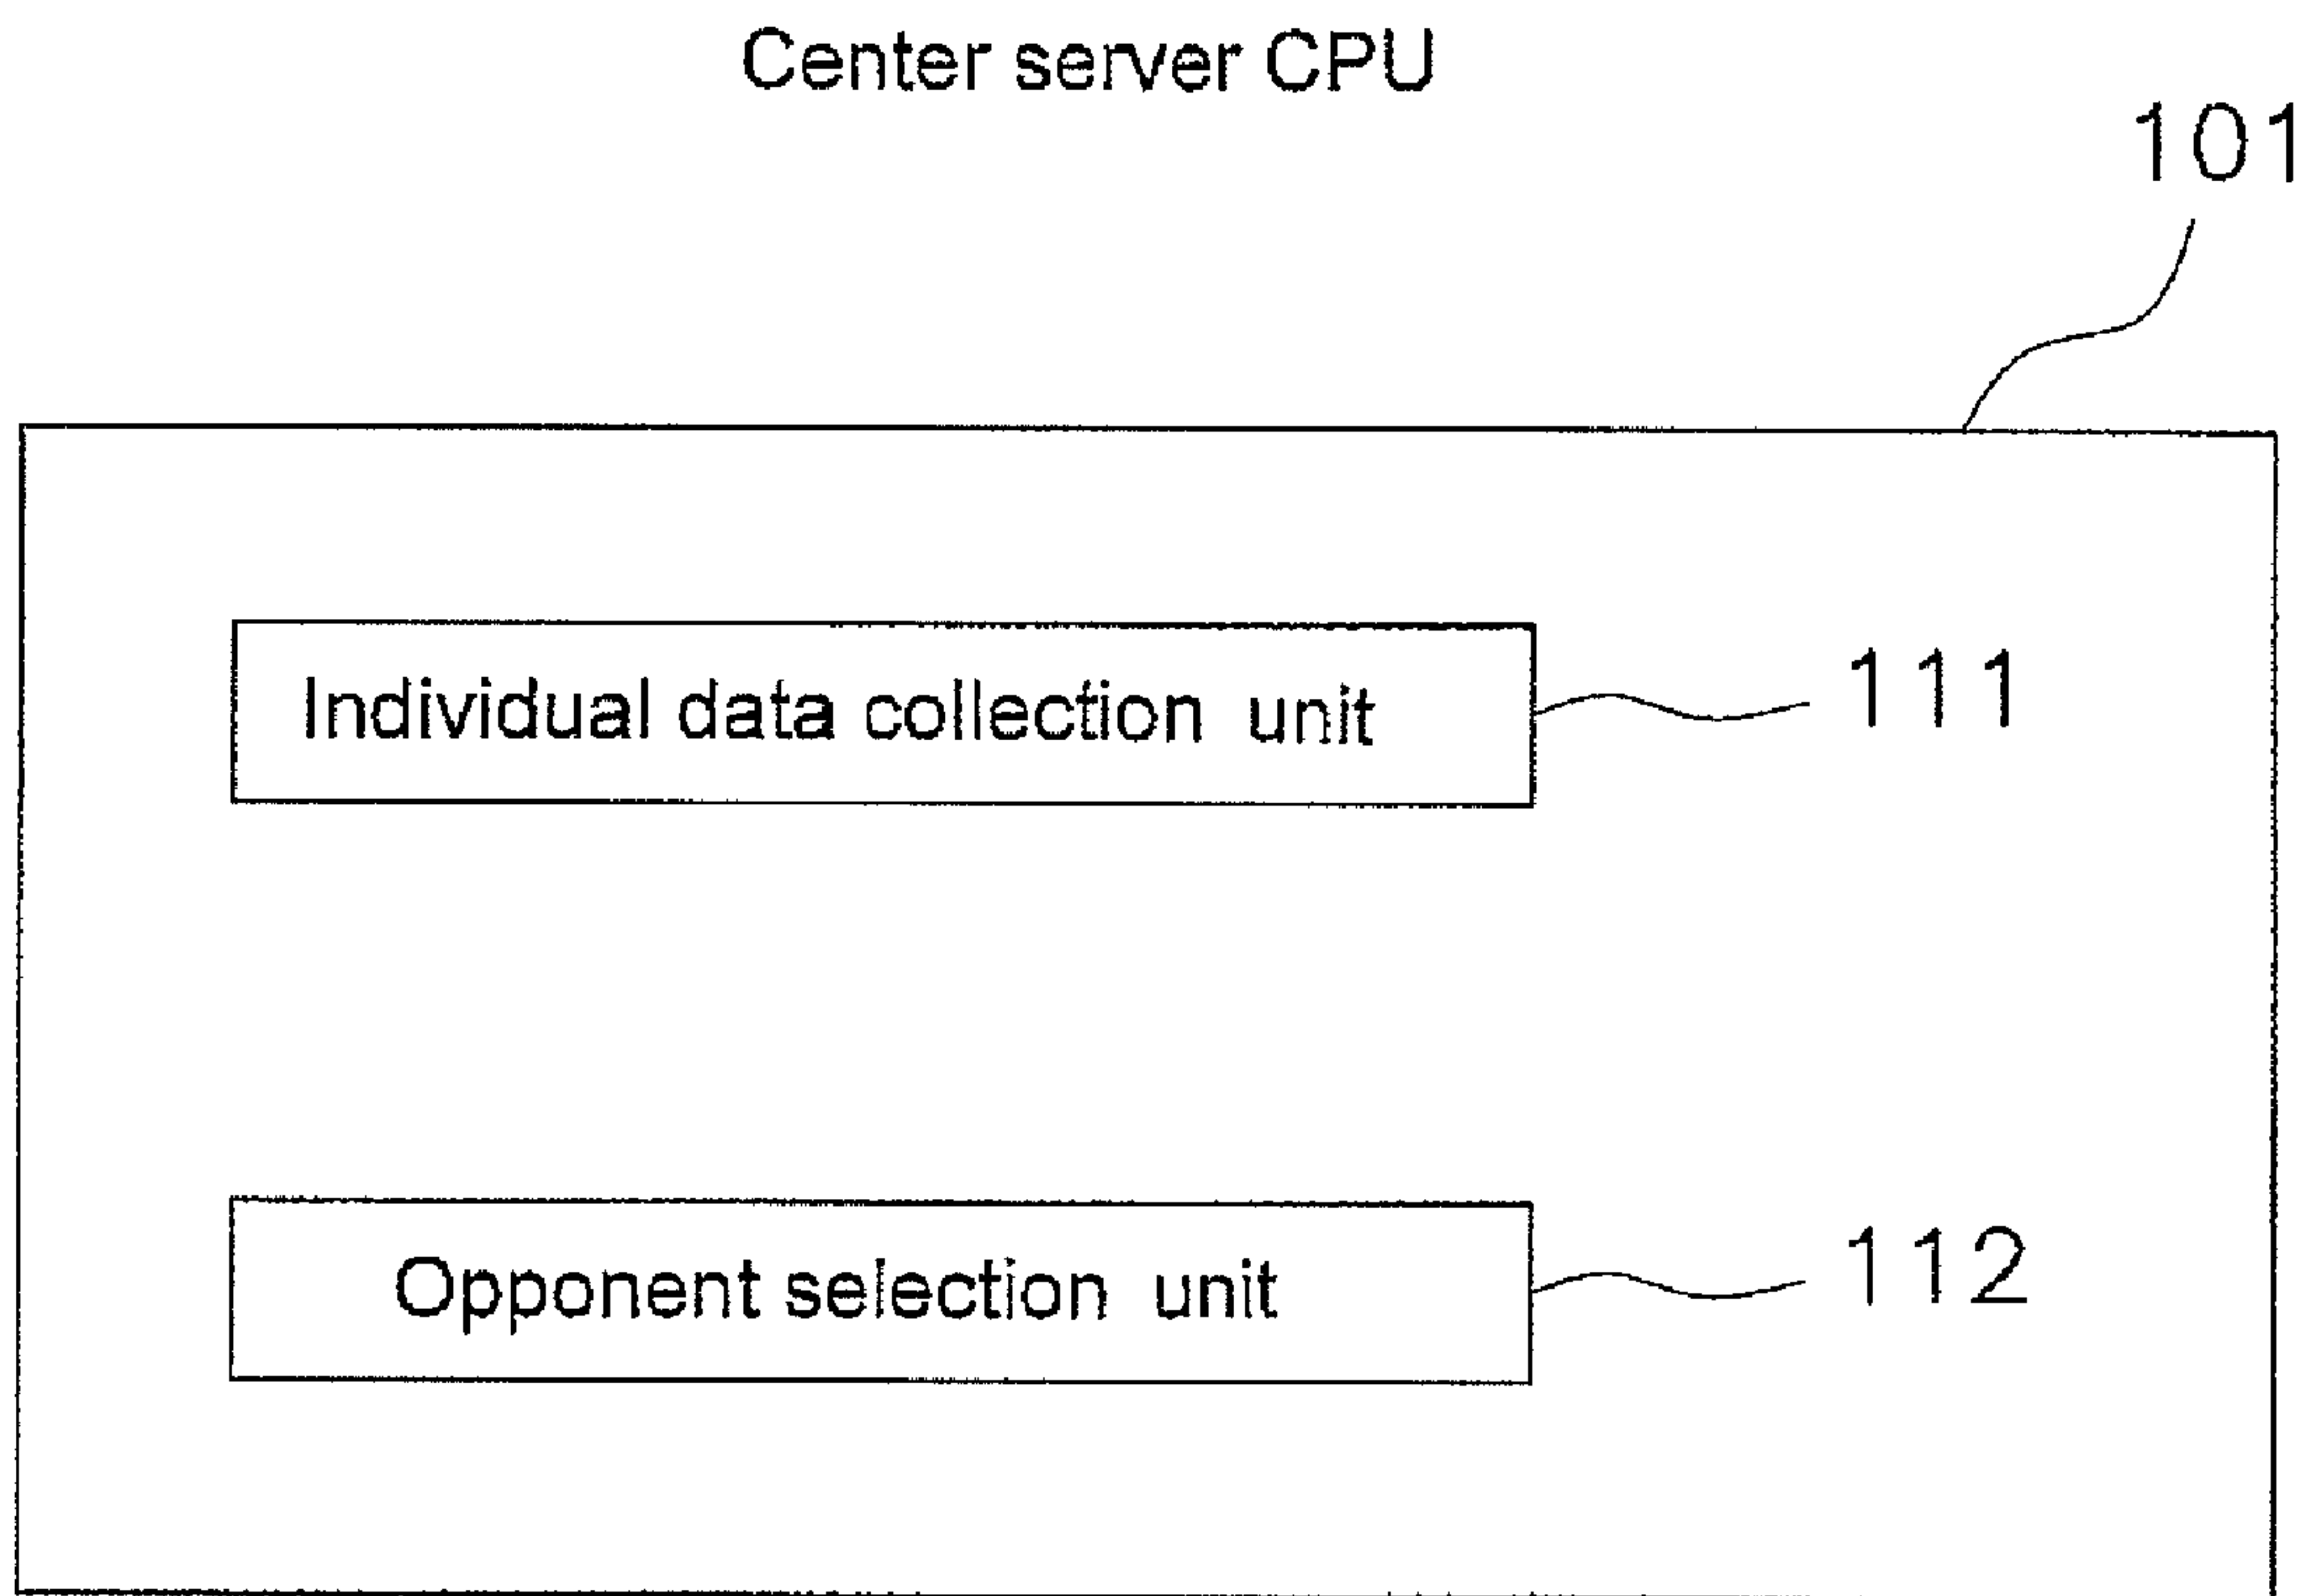 Center server CPU
101
Individual data collection unit
111
Opponent selection unit
112